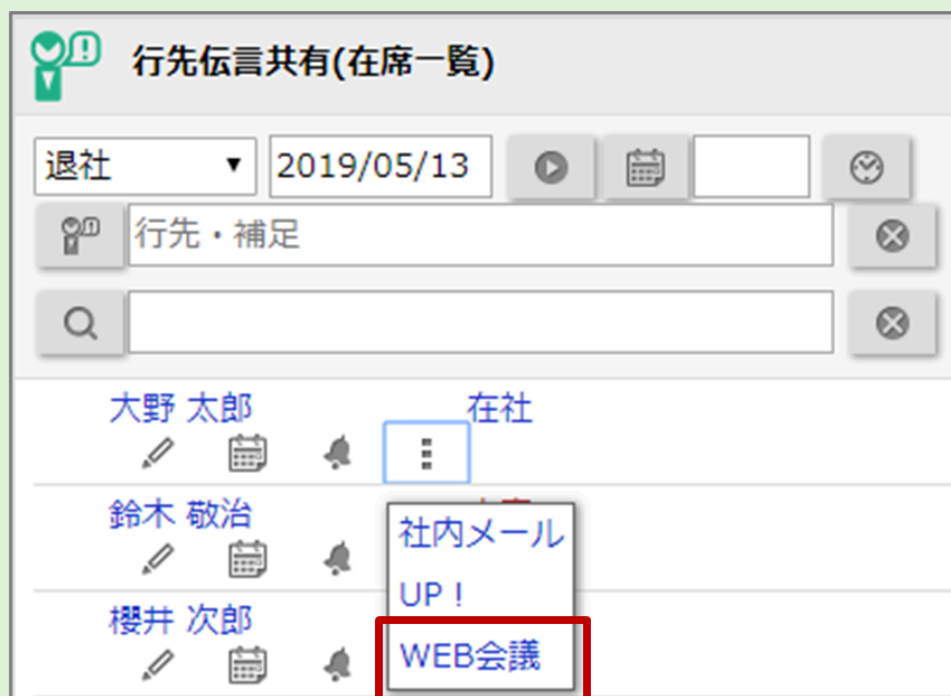 行先伝言共有(在席一覧)
退社 2019/05/13
行先・補足
大野 太郎 在社
鈴木 敬治
社内メール
UP！
櫻井 次郎
WEB会議